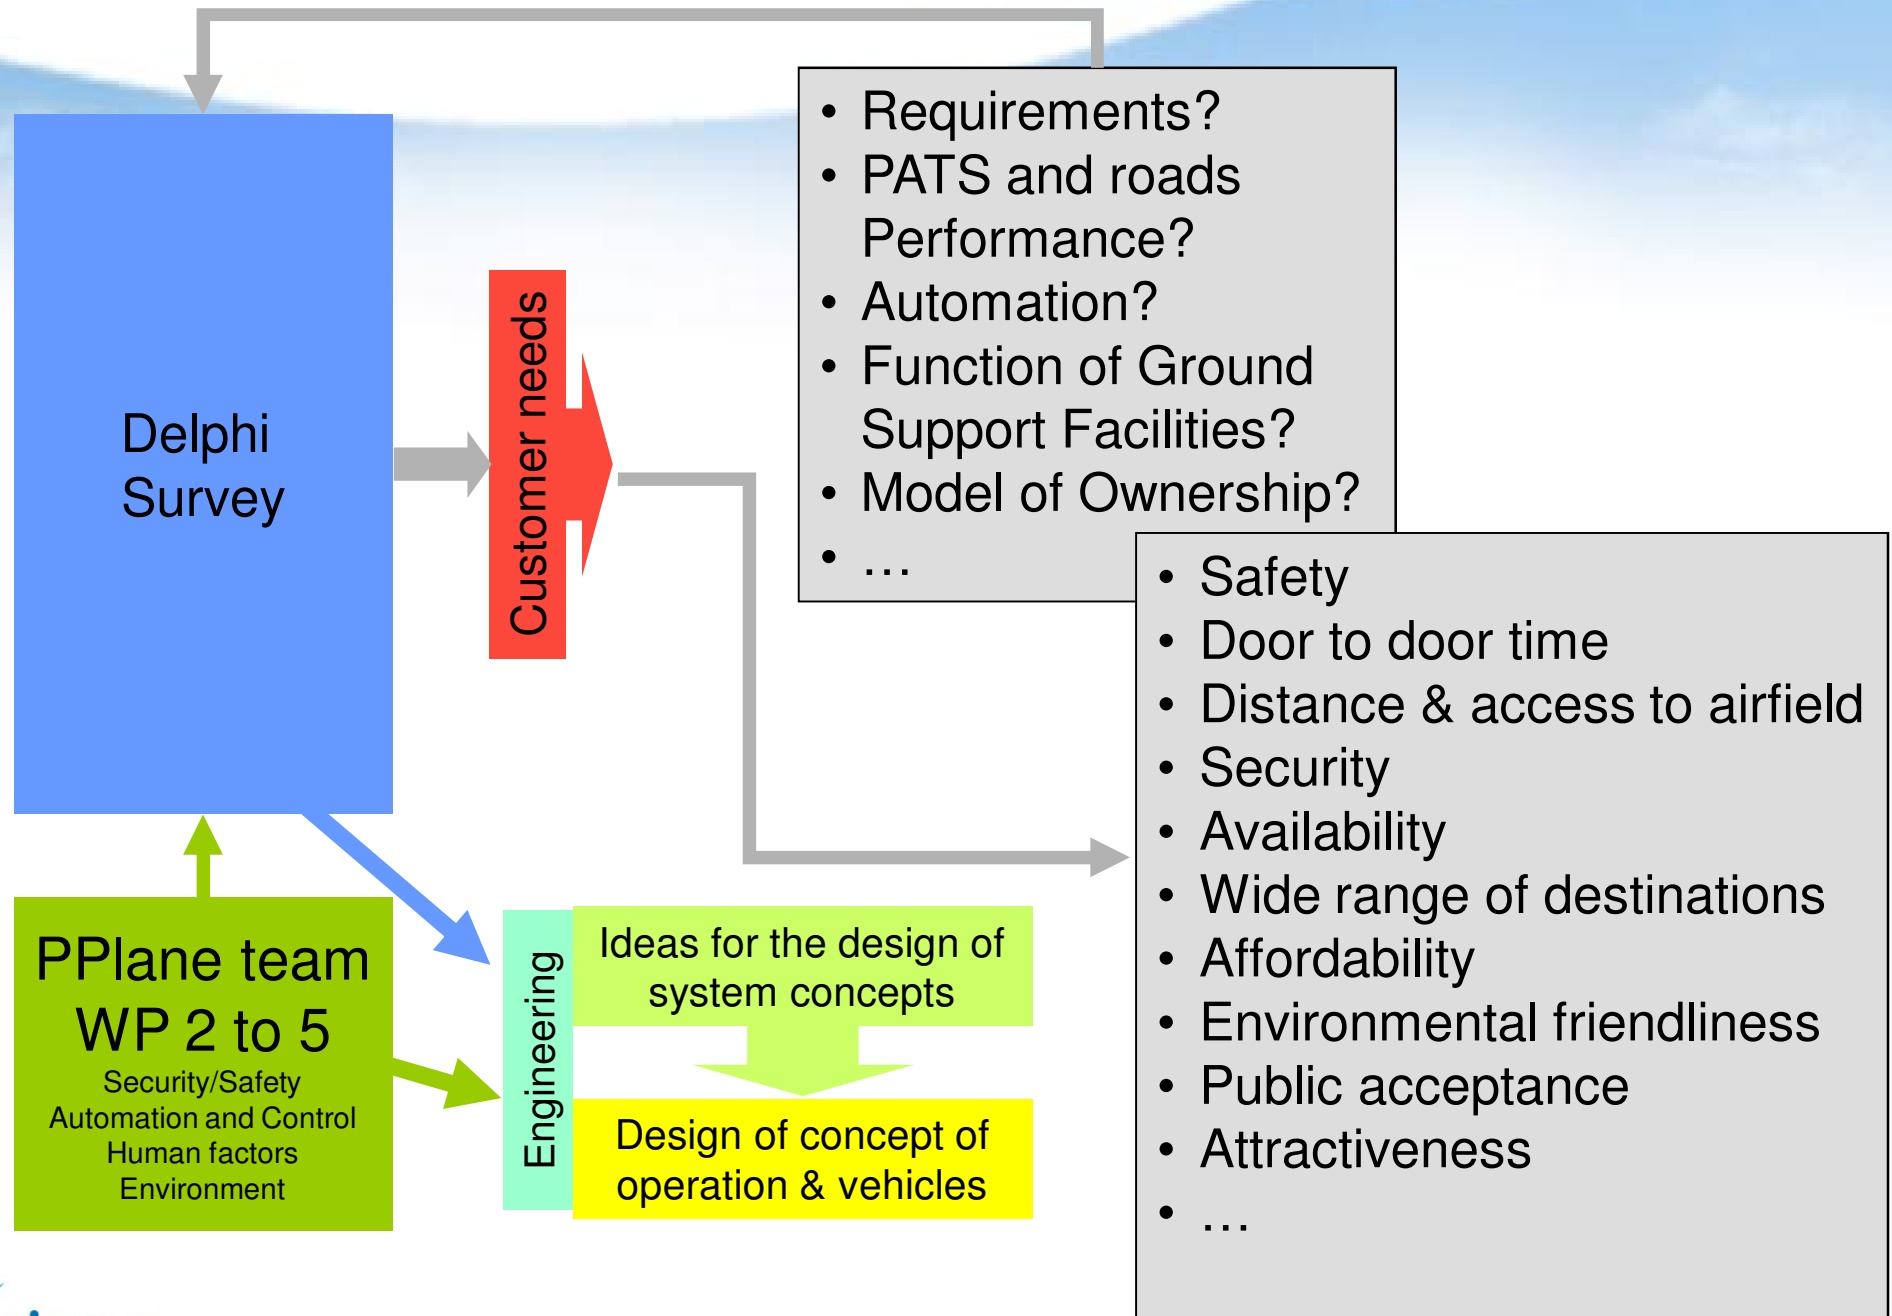 • Requirements?
• PATS and roads
Performance?
• Automation?
• Function of Ground
Support Facilities?
• Model of Ownership?
• …
Delphi
Survey
Customer needs
• Safety
• Door to door time
• Distance & access to airfield
• Security
• Availability
• Wide range of destinations
• Affordability
• Environmental friendliness
• Public acceptance
• Attractiveness
• …
PPlane team
WP 2 to 5
Security/Safety
Automation and Control
Human factors
Environment
Engineering
Ideas for the design of
system concepts
Design of concept of
operation & vehicles